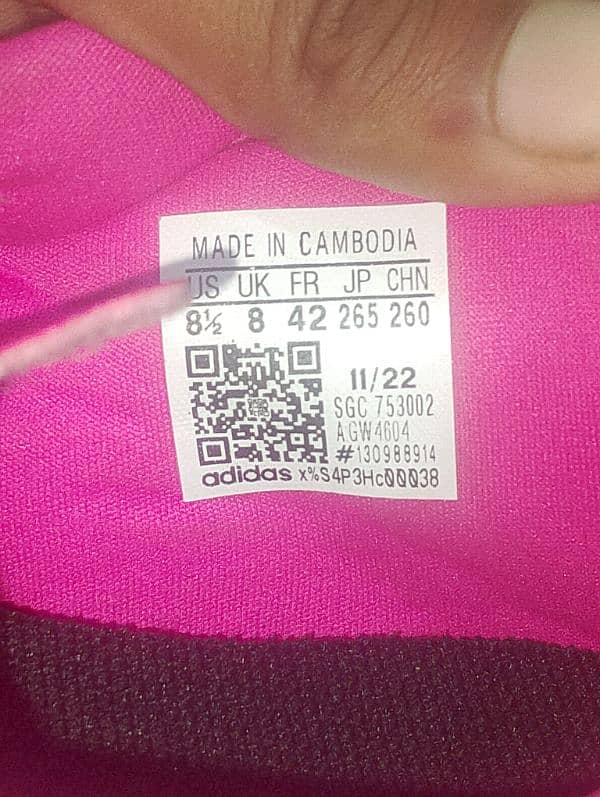 MADE IN CAMBODIA
US UK FR JP CHN
8½ 8 42 265 260
11/22
SGC 753002
AGW4604
#130988914
adidas x%S4P3Hc00038